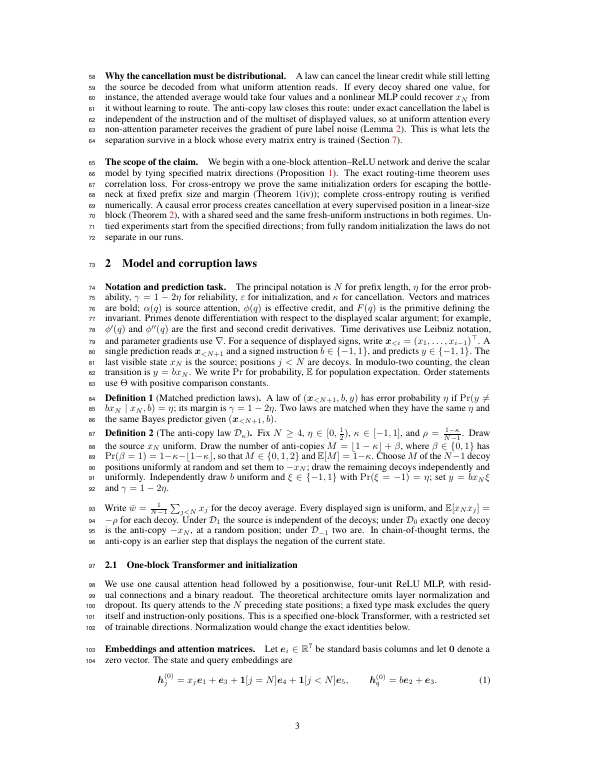 58 Why the cancellation must be distributional. A law can cancel the linear credit while still letting
59 the source be decoded from what uniform attention reads. If every decoy shared one value, for
60 instance, the attended average would take four values and a nonlinear MLP could recover x_N from
61 it without learning to route. The anti-copy law closes this route: under exact cancellation the label is
62 independent of the instruction and of the multiset of displayed values, so at uniform attention every
63 non-attention parameter receives the gradient of pure label noise (Lemma 2). This is what lets the
64 separation survive in a block whose every matrix entry is trained (Section 7).
65 The scope of the claim. We begin with a one-block attention–ReLU network and derive the scalar
66 model by tying specified matrix directions (Proposition 1). The exact routing-time theorem uses
67 correlation loss. For cross-entropy we prove the same initialization orders for escaping the bottle-
68 neck at fixed prefix size and margin (Theorem 1(iv)); complete cross-entropy routing is verified
69 numerically. A causal error process creates cancellation at every supervised position in a linear-size
70 block (Theorem 2), with a shared seed and the same fresh-uniform instructions in both regimes. Un-
71 tied experiments start from the specified directions; from fully random initialization the laws do not
72 separate in our runs.
73 2 Model and corruption laws
74 Notation and prediction task. The principal notation is N for prefix length, η for the error prob-
75 ability, γ = 1 − 2η for reliability, ε for initialization, and κ for cancellation. Vectors and matrices
76 are bold; α(q) is source attention, ϕ(q) is effective credit, and F(q) is the primitive defining the
77 invariant. Primes denote differentiation with respect to the displayed scalar argument; for example,
78 ϕ′(q) and ϕ″(q) are the first and second credit derivatives. Time derivatives use Leibniz notation,
79 and parameter gradients use ∇. For a sequence of displayed signs, write x_{<i} = (x_1, . . . , x_{i−1})^⊤. A
80 single prediction reads x_{<N+1} and a signed instruction b ∈ {−1, 1}, and predicts y ∈ {−1, 1}. The
81 last visible state x_N is the source; positions j < N are decoys. In modulo-two counting, the clean
82 transition is y = bx_N. We write Pr for probability, 𝔼 for population expectation. Order statements
83 use Θ with positive comparison constants.
84 Definition 1 (Matched prediction laws). A law of (x_{<N+1}, b, y) has error probability η if Pr(y ≠
85 bx_N | x_N, b) = η; its margin is γ = 1 − 2η. Two laws are matched when they have the same η and
86 the same Bayes predictor given (x_{<N+1}, b).
87 Definition 2 (The anti-copy law 𝒟_κ). Fix N ≥ 4, η ∈ [0, 1/2), κ ∈ [−1, 1], and ρ = (1−κ)/(N−1). Draw
88 the source x_N uniform. Draw the number of anti-copies M = ⌊1 − κ⌋ + β, where β ∈ {0, 1} has
89 Pr(β = 1) = 1−κ−⌊1−κ⌋, so that M ∈ {0, 1, 2} and 𝔼[M] = 1−κ. Choose M of the N−1 decoy
90 positions uniformly at random and set them to −x_N; draw the remaining decoys independently and
91 uniformly. Independently draw b uniform and ξ ∈ {−1, 1} with Pr(ξ = −1) = η; set y = bx_Nξ
92 and γ = 1 − 2η.
93 Write w̄ = 1/(N−1) ∑_{j<N} x_j for the decoy average. Every displayed sign is uniform, and 𝔼[x_N x_j] =
94 −ρ for each decoy. Under 𝒟_1 the source is independent of the decoys; under 𝒟_0 exactly one decoy
95 is the anti-copy −x_N, at a random position; under 𝒟_{−1} two are. In chain-of-thought terms, the
96 anti-copy is an earlier step that displays the negation of the current state.
97 2.1 One-block Transformer and initialization
98 We use one causal attention head followed by a positionwise, four-unit ReLU MLP, with resid-
99 ual connections and a binary readout. The theoretical architecture omits layer normalization and
100 dropout. Its query attends to the N preceding state positions; a fixed type mask excludes the query
101 itself and instruction-only positions. This is a specified one-block Transformer, with a restricted set
102 of trainable directions. Normalization would change the exact identities below.
103 Embeddings and attention matrices. Let e_i ∈ ℝ^7 be standard basis columns and let 0 denote a
104 zero vector. The state and query embeddings are
h_j^{(0)} = x_j e_1 + e_3 + 1[j = N]e_4 + 1[j < N]e_5, h_q^{(0)} = be_2 + e_3. (1)
3